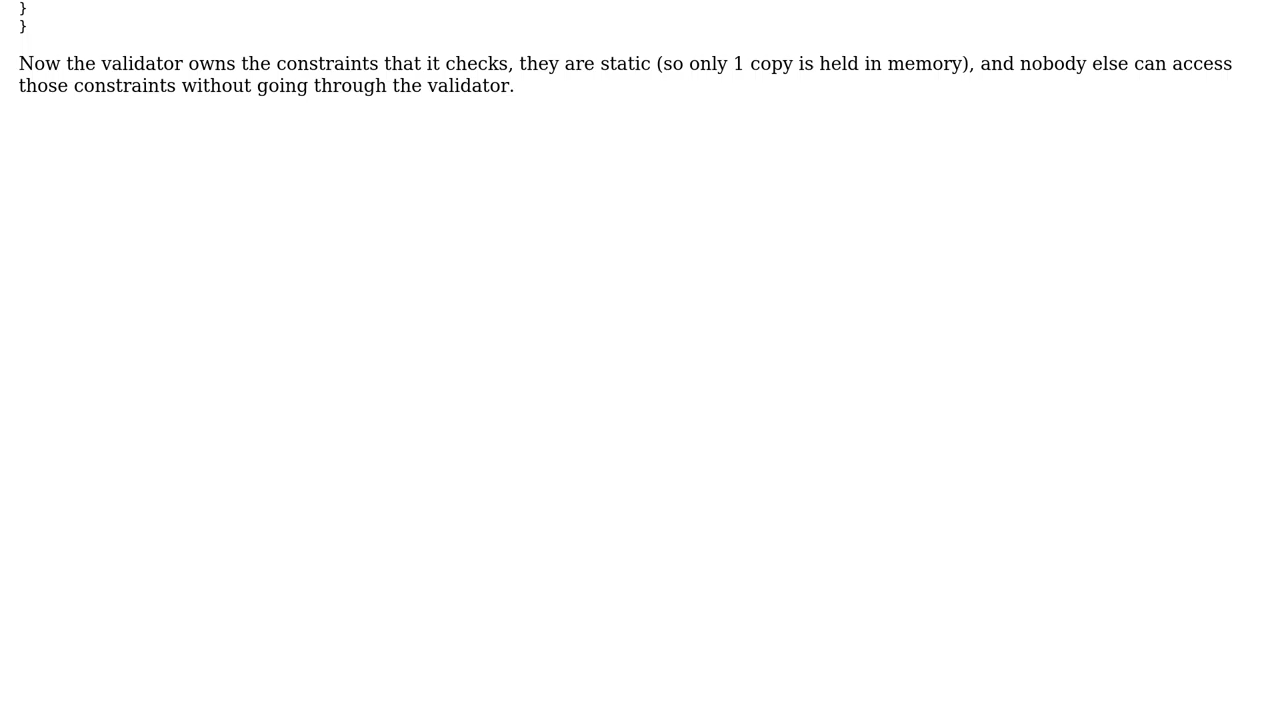 }
}
Now the validator owns the constraints that it checks, they are static (so only 1 copy is held in memory), and nobody else can access
those constraints without going through the validator.